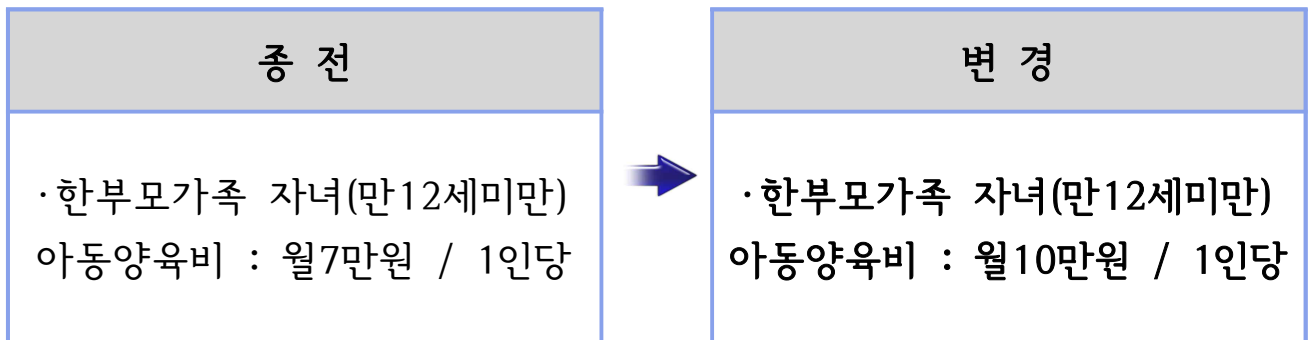 종 전
·한부모가족 자녀(만12세미만)
아동양육비 : 월7만원 / 1인당
변 경
·한부모가족 자녀(만12세미만)
아동양육비 : 월10만원 / 1인당